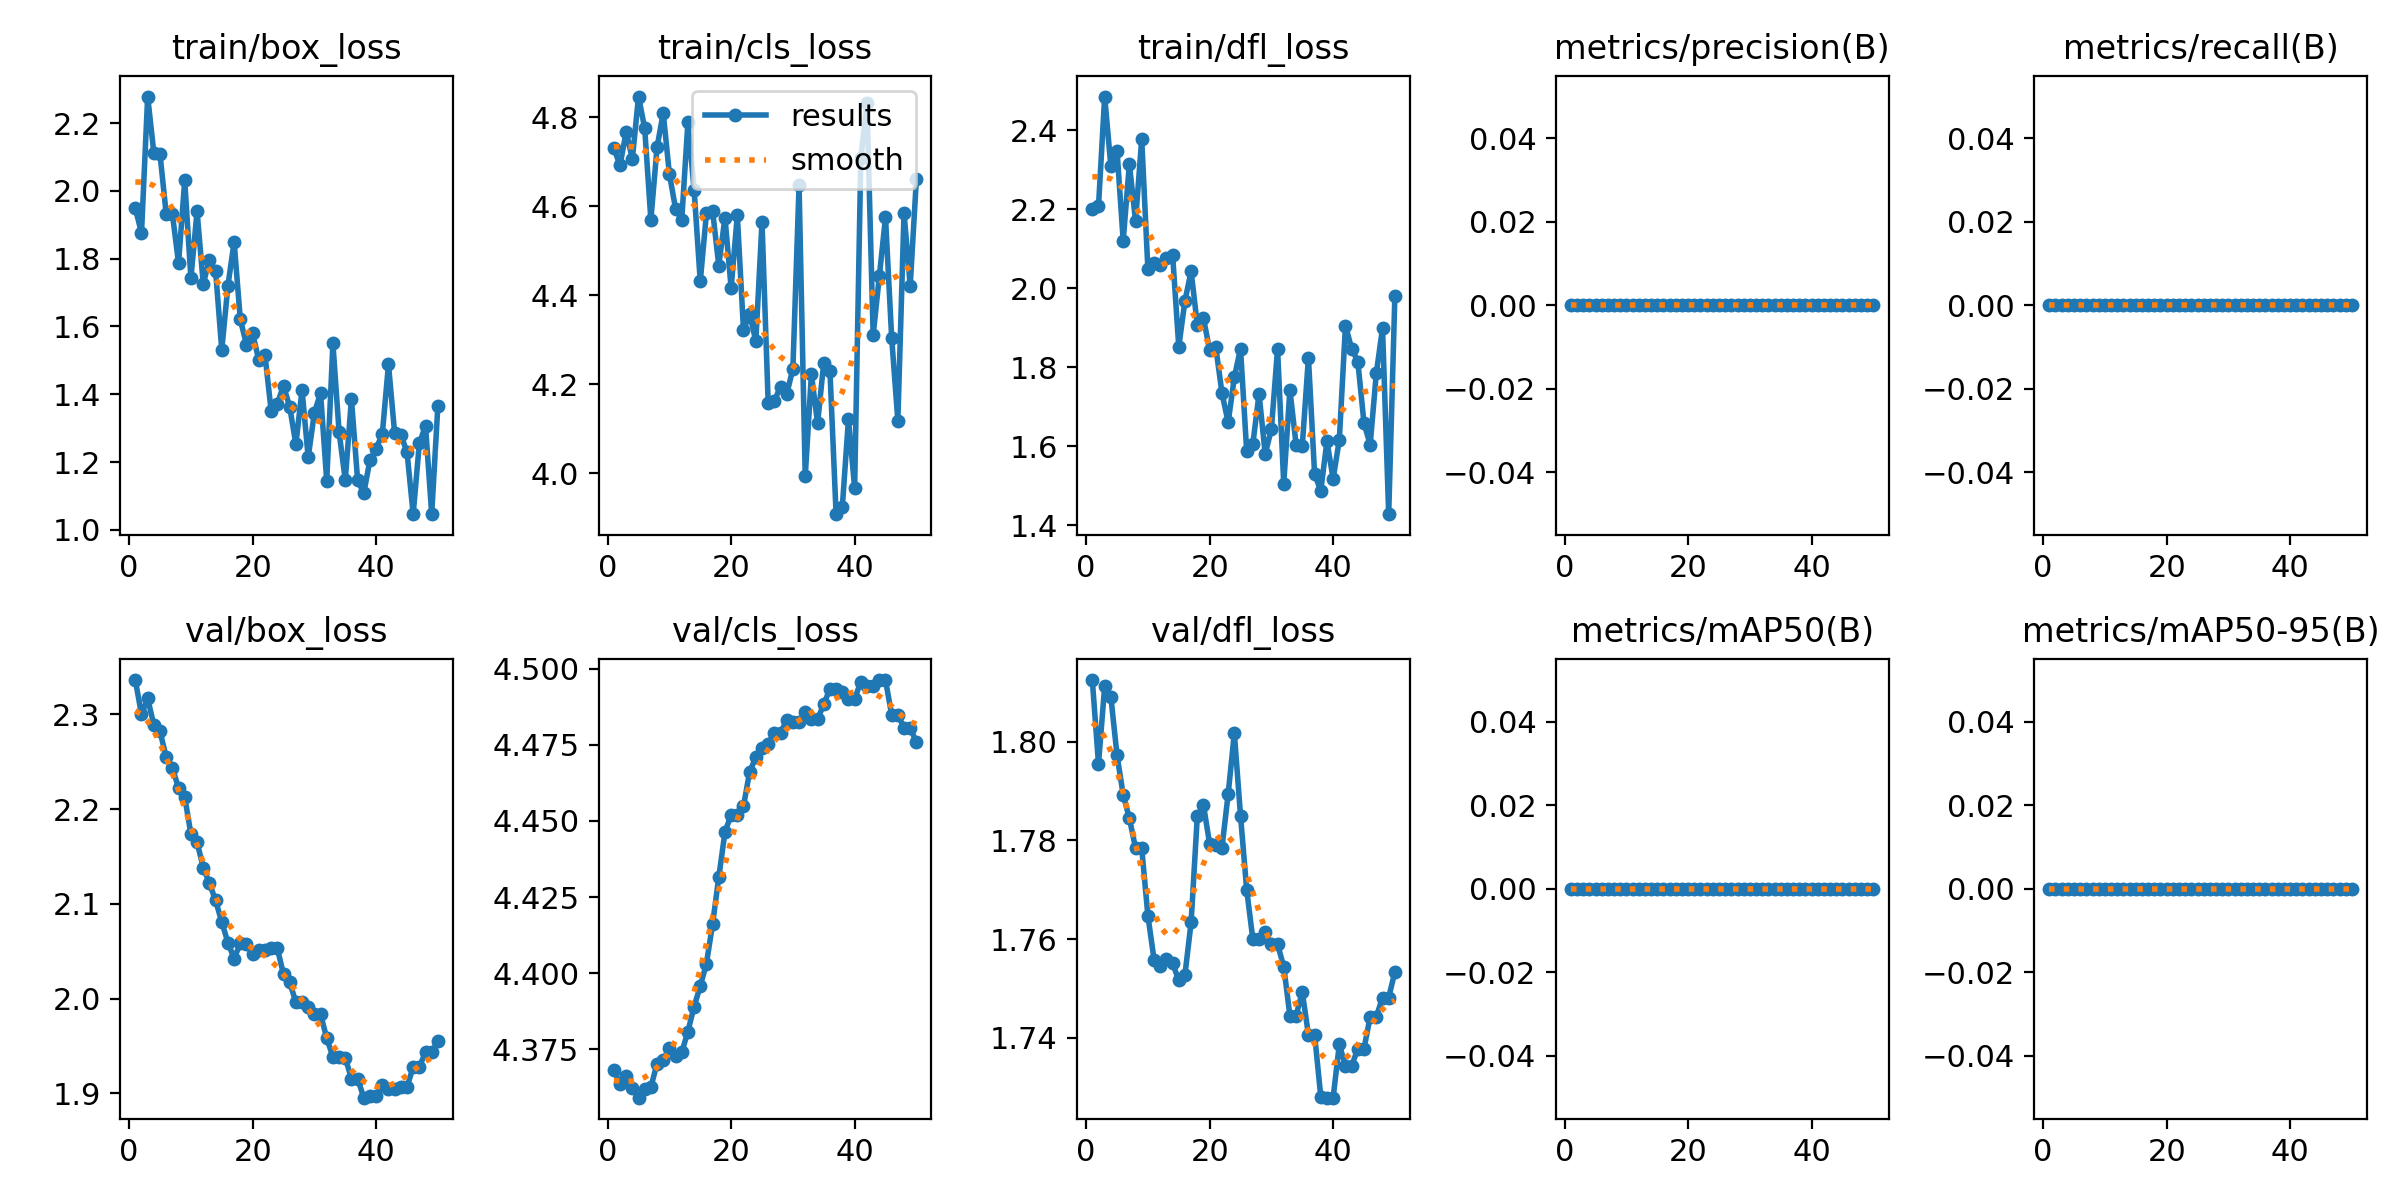 train/box_loss
train/cls_loss
train/dfl_loss
metrics/precision(B)
metrics/recall(B)
2.2
2.0
1.8
1.6
1.4
1.2
1.0
0 20 40
4.8
4.6
4.4
4.2
4.0
0 20 40
results
smooth
2.4
2.2
2.0
1.8
1.6
1.4
0 20 40
0.04
0.02
0.00
−0.02
−0.04
0 20 40
0.04
0.02
0.00
−0.02
−0.04
0 20 40
val/box_loss
val/cls_loss
val/dfl_loss
metrics/mAP50(B)
metrics/mAP50-95(B)
2.3
2.2
2.1
2.0
1.9
0 20 40
4.500
4.475
4.450
4.425
4.400
4.375
0 20 40
1.80
1.78
1.76
1.74
0 20 40
0.04
0.02
0.00
−0.02
−0.04
0 20 40
0.04
0.02
0.00
−0.02
−0.04
0 20 40